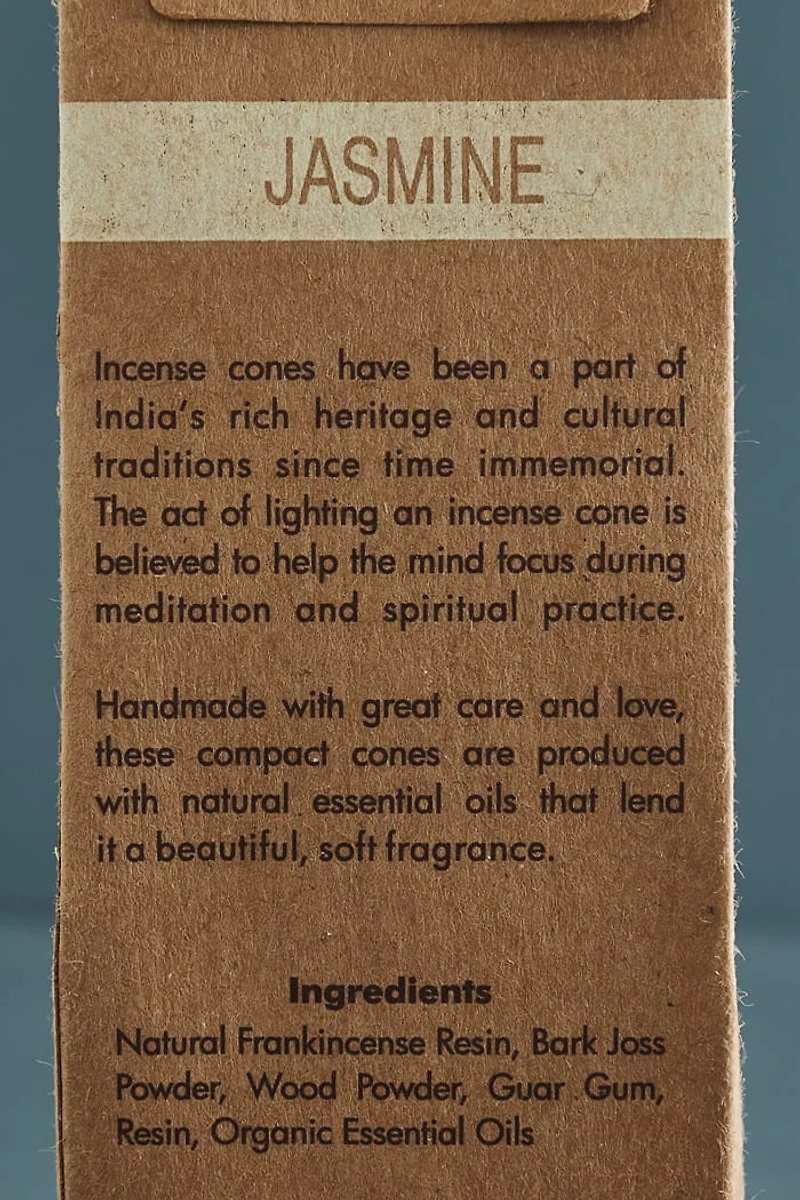 JASMINE
Incense cones have been a part of
India's rich heritage and cultural
traditions since time immemorial.
The act of lighting an incense cone is
believed to help the mind focus during
meditation and spiritual practice.
Handmade with great care and love,
these compact cones are produced
with natural essential oils that lend
it a beautiful, soft fragrance.
Ingredients
Natural Frankincense Resin, Bark Joss
Powder, Wood Powder, Guar Gum,
Resin, Organic Essential Oils